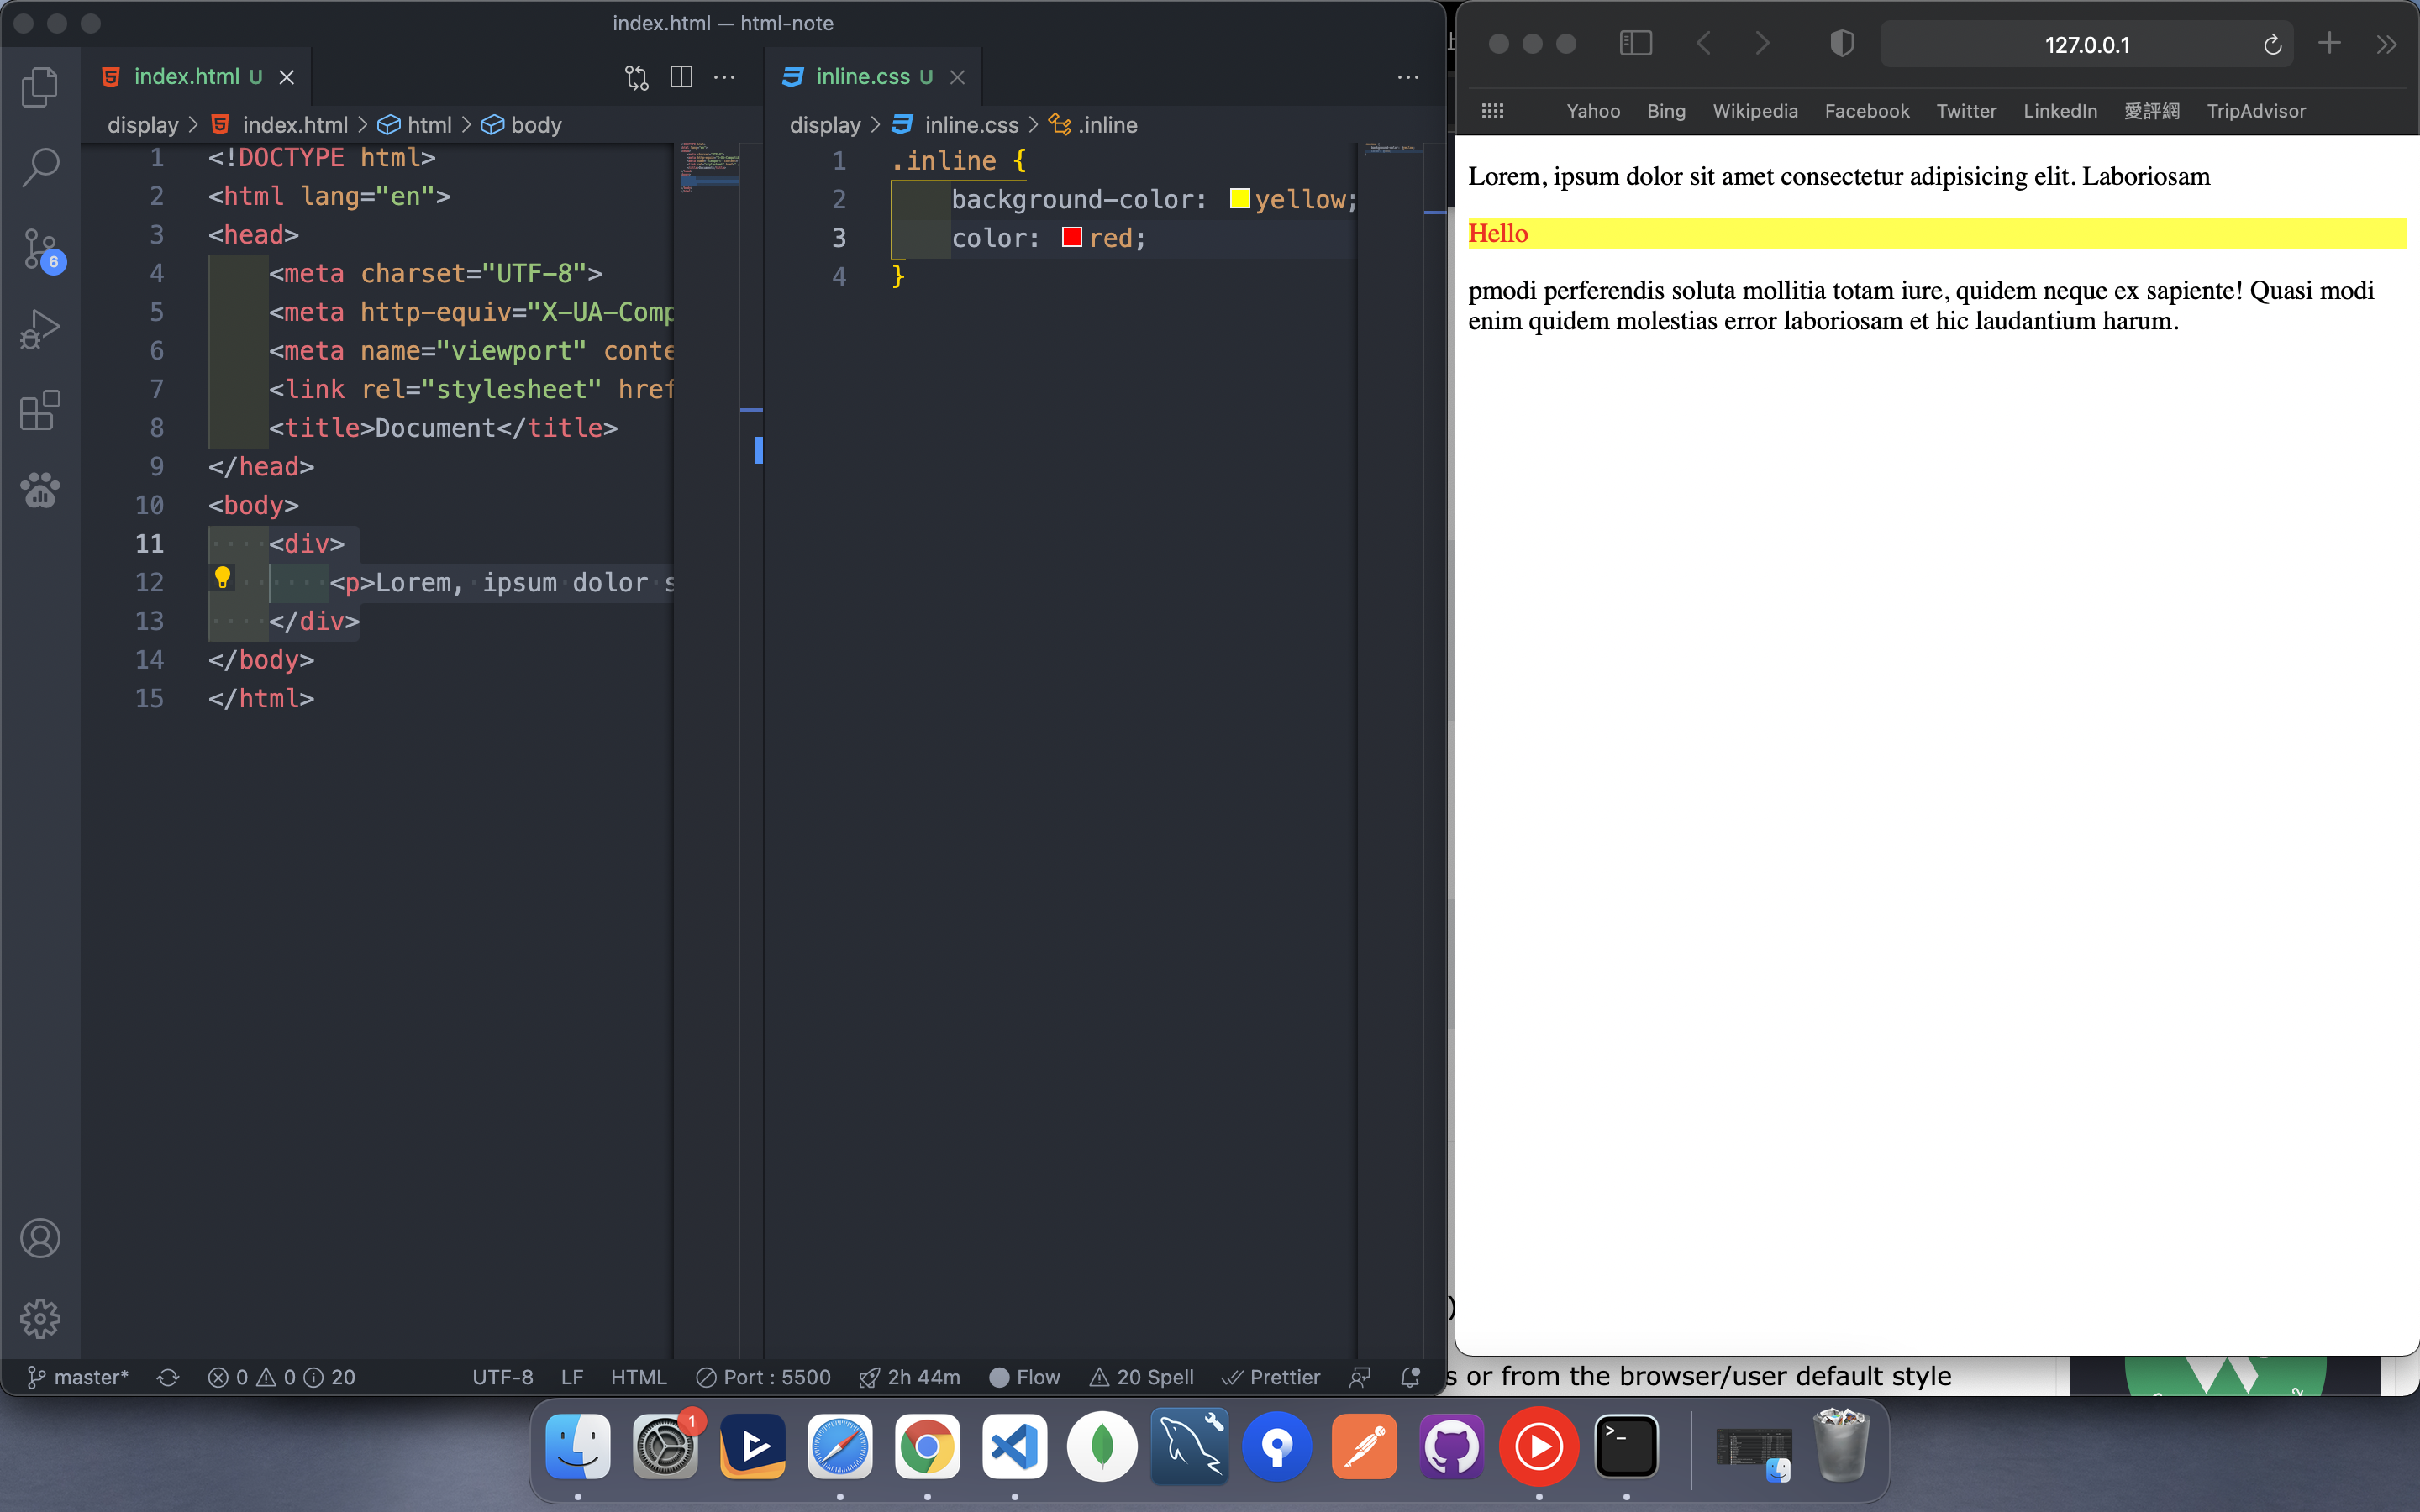 index.html — html-note
index.html U
inline.css U
display > index.html > html > body
display > inline.css > .inline
1 <!DOCTYPE html>
2 <html lang="en">
3 <head>
4 <meta charset="UTF-8">
5 <meta http-equiv="X-UA-Comp
6 <meta name="viewport" conte
7 <link rel="stylesheet" href
8 <title>Document</title>
9 </head>
10 <body>
11 <div>
12 <p>Lorem, ipsum dolor s
13 </div>
14 </body>
15 </html>
1 .inline {
2 background-color: yellow;
3 color: red;
4 }
6
master* 0 0 20 UTF-8 LF HTML Port : 5500 2h 44m Flow 20 Spell Prettier
127.0.0.1
Yahoo Bing Wikipedia Facebook Twitter LinkedIn 愛評網 TripAdvisor
Lorem, ipsum dolor sit amet consectetur adipisicing elit. Laboriosam
Hello
pmodi perferendis soluta mollitia totam iure, quidem neque ex sapiente! Quasi modi
enim quidem molestias error laboriosam et hic laudantium harum.
)
s or from the browser/user default style
1
>_